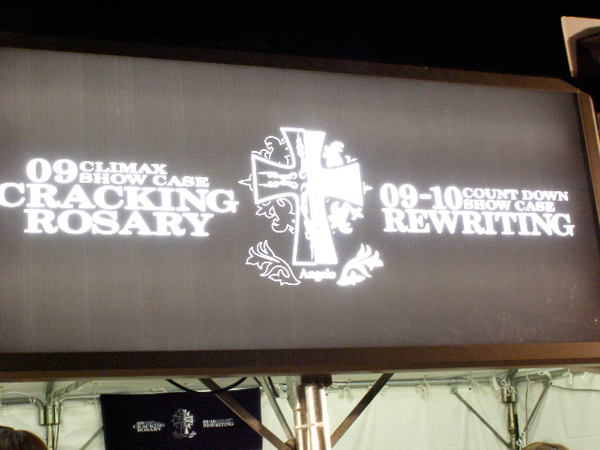 09 CLIMAX
SHOW CASE
CRACKING
ROSARY
Angelo
09-10 COUNT DOWN
SHOW CASE
REWRITING
CRACKING
ROSARY
REWRITING